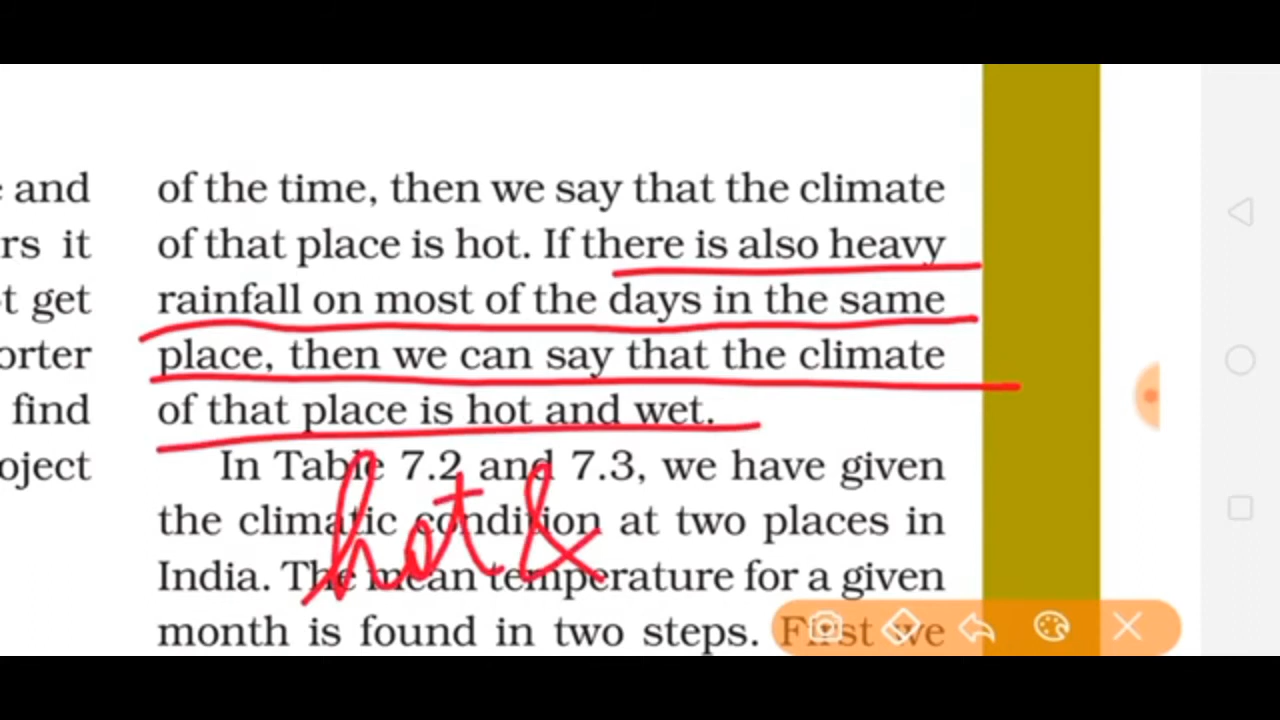 e and
rs it
t get
orter
find
oject
of the time, then we say that the climate
of that place is hot. If there is also heavy
rainfall on most of the days in the same
place, then we can say that the climate
of that place is hot and wet.
In Table 7.2 and 7.3, we have given
the climatic condition at two places in
India. The mean temperature for a given
month is found in two steps. First we
hot &